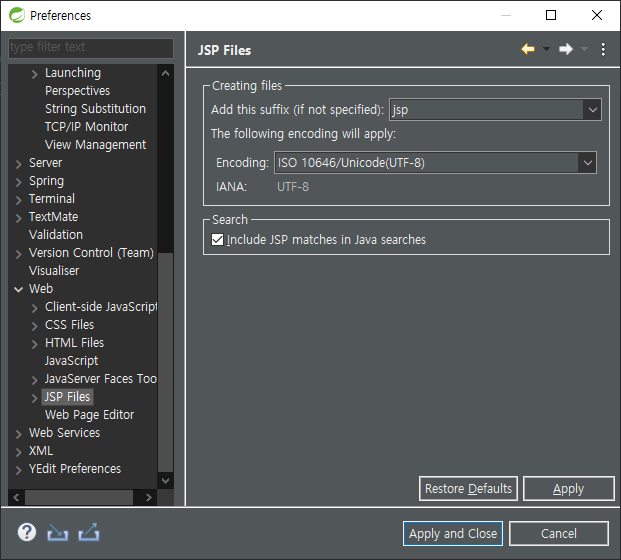 Preferences
type filter text
Launching
Perspectives
String Substitution
TCP/IP Monitor
View Management
Server
Spring
Terminal
TextMate
Validation
Version Control (Team)
Visualiser
Web
Client-side JavaScript
CSS Files
HTML Files
JavaScript
JavaServer Faces Too
JSP Files
Web Page Editor
Web Services
XML
YEdit Preferences
JSP Files
Creating files
Add this suffix (if not specified): jsp
The following encoding will apply:
Encoding: ISO 10646/Unicode(UTF-8)
IANA: UTF-8
Search
Include JSP matches in Java searches
Restore Defaults Apply
Apply and Close Cancel